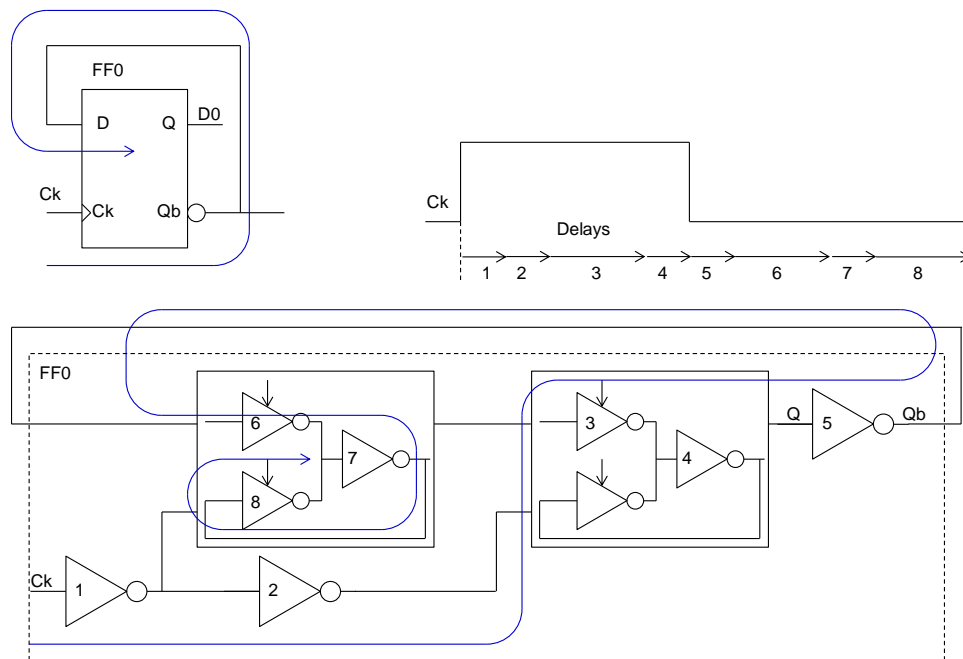 FF0
D Q D0
Ck
Ck Qb
Ck
Delays
1 2 3 4 5 6 7 8
FF0
6 3 Q 5 Qb
7 4
8
Ck 1 2